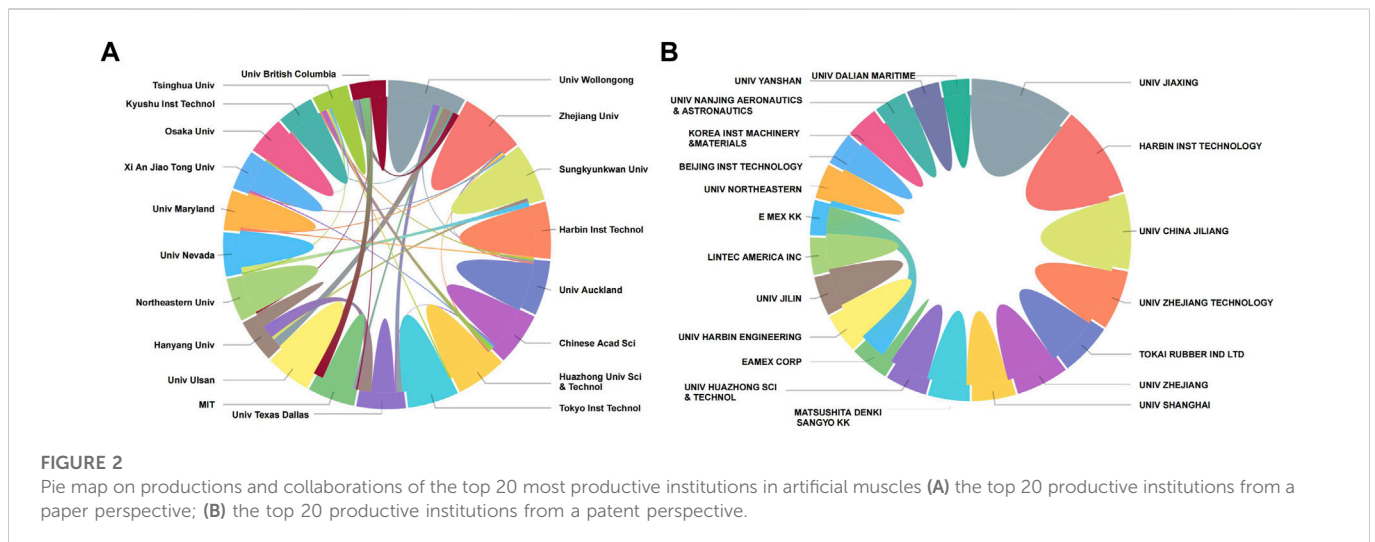 A
Univ British Columbia
Tsinghua Univ
Kyushu Inst Technol
Osaka Univ
Xi An Jiao Tong Univ
Univ Maryland
Univ Nevada
Northeastern Univ
Hanyang Univ
Univ Ulsan
MIT
Univ Texas Dallas
Univ Wollongong
Zhejiang Univ
Sungkyunkwan Univ
Harbin Inst Technol
Univ Auckland
Chinese Acad Sci
Huazhong Univ Sci
& Technol
Tokyo Inst Technol
B
UNIV DALIAN MARITIME
UNIV YANSHAN
UNIV NANJING AERONAUTICS
& ASTRONAUTICS
KOREA INST MACHINERY
&MATERIALS
BEIJING INST TECHNOLOGY
UNIV NORTHEASTERN
E MEX KK
LINTEC AMERICA INC
UNIV JILIN
UNIV HARBIN ENGINEERING
EAMEX CORP
UNIV HUAZHONG SCI
& TECHNOL
MATSUSHITA DENKI
SANGYO KK
UNIV JIAXING
HARBIN INST TECHNOLOGY
UNIV CHINA JILIANG
UNIV ZHEJIANG TECHNOLOGY
TOKAI RUBBER IND LTD
UNIV ZHEJIANG
UNIV SHANGHAI
FIGURE 2
Pie map on productions and collaborations of the top 20 most productive institutions in artificial muscles (A) the top 20 productive institutions from a
paper perspective; (B) the top 20 productive institutions from a patent perspective.